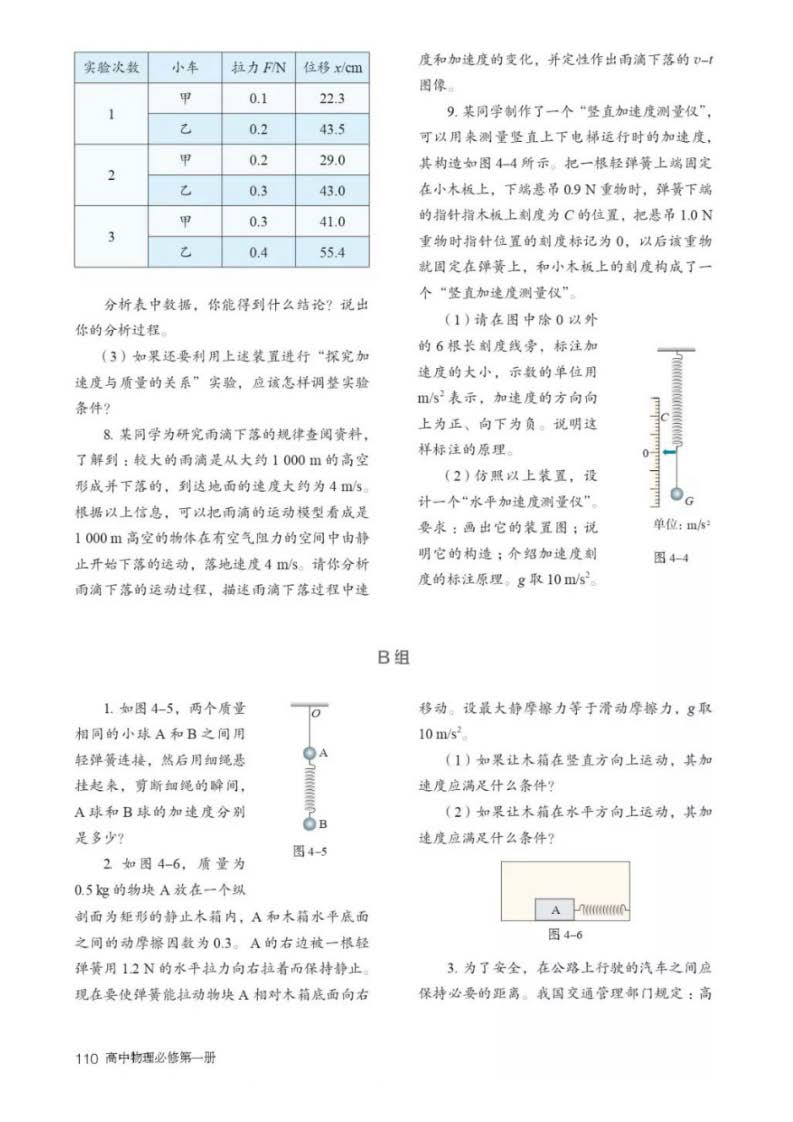 实验次数 小车 拉力 F/N 位移 x/cm
1 甲 0.1 22.3
乙 0.2 43.5
2 甲 0.2 29.0
乙 0.3 43.0
3 甲 0.3 41.0
乙 0.4 55.4
分析表中数据，你能得到什么结论？说出
你的分析过程。
（3）如果还要利用上述装置进行“探究加
速度与质量的关系”实验，应该怎样调整实验
条件？
8. 某同学为研究雨滴下落的规律查阅资料，
了解到：较大的雨滴是从大约 1 000 m 的高空
形成并下落的，到达地面的速度大约为 4 m/s。
根据以上信息，可以把雨滴的运动模型看成是
1 000 m 高空的物体在有空气阻力的空间中由静
止开始下落的运动，落地速度 4 m/s。请你分析
雨滴下落的运动过程，描述雨滴下落过程中速
度和加速度的变化，并定性作出雨滴下落的 v–t
图像。
9. 某同学制作了一个“竖直加速度测量仪”，
可以用来测量竖直上下电梯运行时的加速度，
其构造如图 4–4 所示。把一根轻弹簧上端固定
在小木板上，下端悬吊 0.9 N 重物时，弹簧下端
的指针指木板上刻度为 C 的位置，把悬吊 1.0 N
重物时指针位置的刻度标记为 0，以后该重物
就固定在弹簧上，和小木板上的刻度构成了一
个“竖直加速度测量仪”。
（1）请在图中除 0 以外
的 6 根长刻度线旁，标注加
速度的大小，示数的单位用
m/s² 表示，加速度的方向向
上为正、向下为负。说明这
样标注的原理。
（2）仿照以上装置，设
计一个“水平加速度测量仪”。
要求：画出它的装置图；说
明它的构造；介绍加速度刻
度的标注原理。g 取 10 m/s²。
C
0
G
单位：m/s²
图 4–4
B 组
1. 如图 4–5，两个质量
相同的小球 A 和 B 之间用
轻弹簧连接，然后用细绳悬
挂起来，剪断细绳的瞬间，
A 球和 B 球的加速度分别
是多少？
O
A
B
图 4–5
2. 如图 4–6，质量为
0.5 kg 的物块 A 放在一个纵
剖面为矩形的静止木箱内，A 和木箱水平底面
之间的动摩擦因数为 0.3。A 的右边被一根轻
弹簧用 1.2 N 的水平拉力向右拉着而保持静止。
现在要使弹簧能拉动物块 A 相对木箱底面向右
移动。设最大静摩擦力等于滑动摩擦力，g 取
10 m/s²。
（1）如果让木箱在竖直方向上运动，其加
速度应满足什么条件？
（2）如果让木箱在水平方向上运动，其加
速度应满足什么条件？
A
图 4–6
3. 为了安全，在公路上行驶的汽车之间应
保持必要的距离。我国交通管理部门规定：高
110 高中物理必修第一册